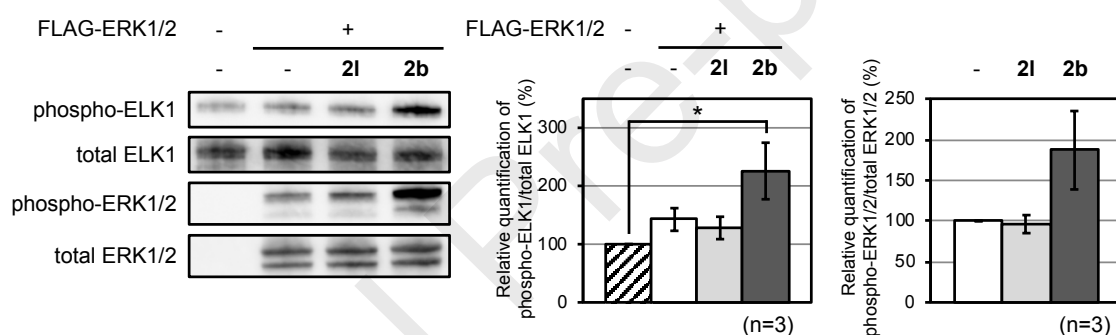 FLAG-ERK1/2 - +
- - 2l 2b
phospho-ELK1
total ELK1
phospho-ERK1/2
total ERK1/2
FLAG-ERK1/2 - +
- - 2l 2b
Relative quantification of
phospho-ELK1/total ELK1 (%)
300
200
100
0
*
(n=3)
- 2l 2b
Relative quantification of
phospho-ERK1/2/total ERK1/2 (%)
250
200
150
100
50
0
(n=3)
Pre-p